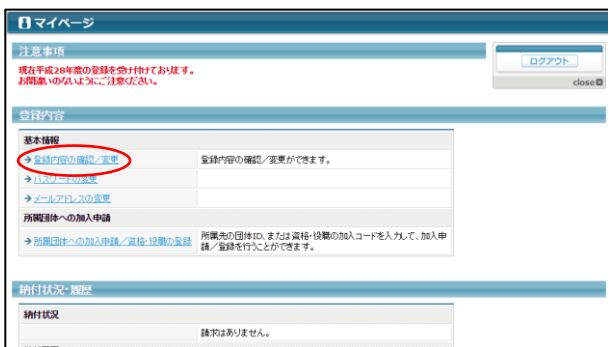 マイページ
注意事項
現在平成28年度の登録を受け付けております。
お間違いのないようにご注意ください。
ログアウト
close
登録内容
基本情報
登録内容の確認/変更
登録内容の確認/変更ができます。
パスワードの変更
メールアドレスの変更
所属団体への加入申請
所属団体への加入申請/資格・役職の登録
所属先の団体ID、または資格・役職の加入コードを入力して、加入申
請/登録を行うことができます。
納付状況・履歴
納付状況
請求はありません。